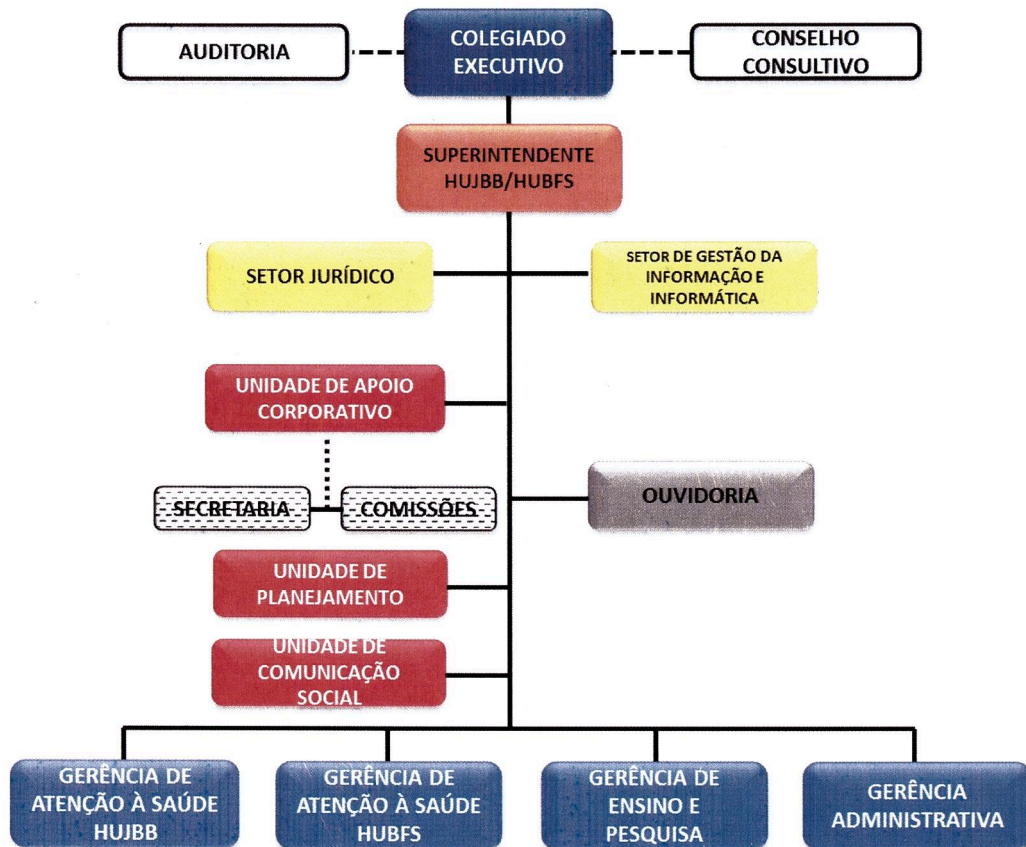 AUDITORIA
COLEGIADO
EXECUTIVO
CONSELHO
CONSULTIVO
SUPERINTENDENTE
HUJBB/HUBFS
SETOR JURÍDICO
SETOR DE GESTÃO DA
INFORMAÇÃO E
INFORMÁTICA
UNIDADE DE APOIO
CORPORATIVO
SECRETARIA
COMISSÕES
OUVIDORIA
UNIDADE DE
PLANEJAMENTO
UNIDADE DE
COMUNICAÇÃO
SOCIAL
GERÊNCIA DE
ATENÇÃO À SAÚDE
HUJBB
GERÊNCIA DE
ATENÇÃO À SAÚDE
HUBFS
GERÊNCIA DE
ENSINO E
PESQUISA
GERÊNCIA
ADMINISTRATIVA